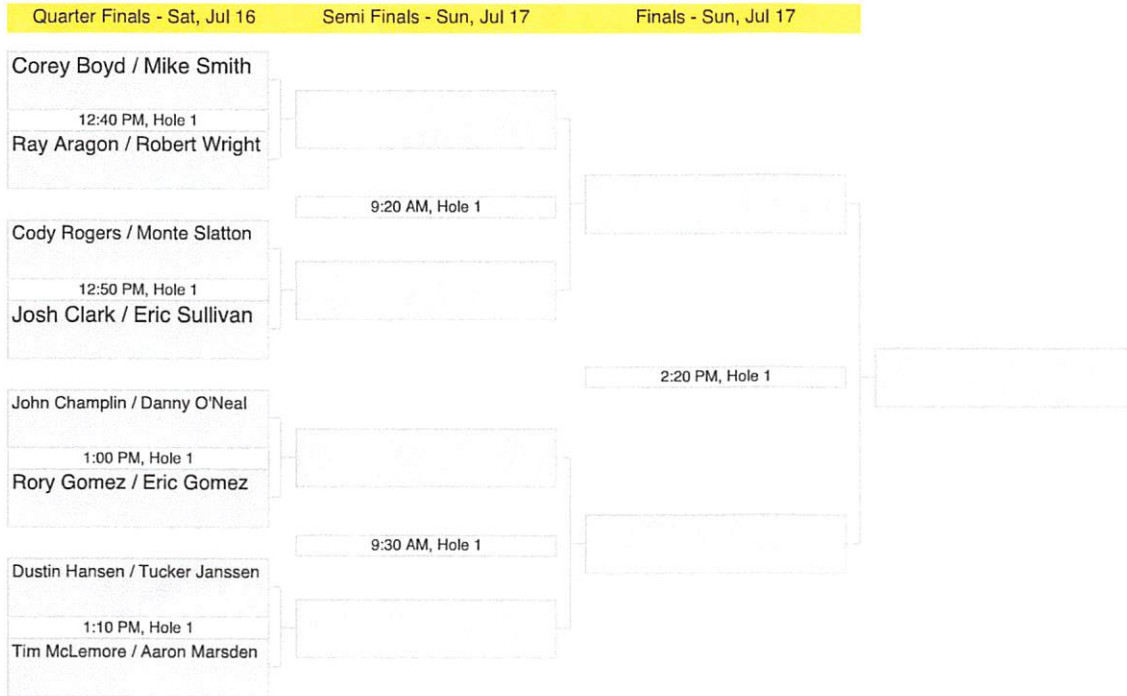 Quarter Finals - Sat, Jul 16
Semi Finals - Sun, Jul 17
Finals - Sun, Jul 17
Corey Boyd / Mike Smith
12:40 PM, Hole 1
Ray Aragon / Robert Wright
9:20 AM, Hole 1
Cody Rogers / Monte Slatton
12:50 PM, Hole 1
Josh Clark / Eric Sullivan
2:20 PM, Hole 1
John Champlin / Danny O'Neal
1:00 PM, Hole 1
Rory Gomez / Eric Gomez
9:30 AM, Hole 1
Dustin Hansen / Tucker Janssen
1:10 PM, Hole 1
Tim McLemore / Aaron Marsden